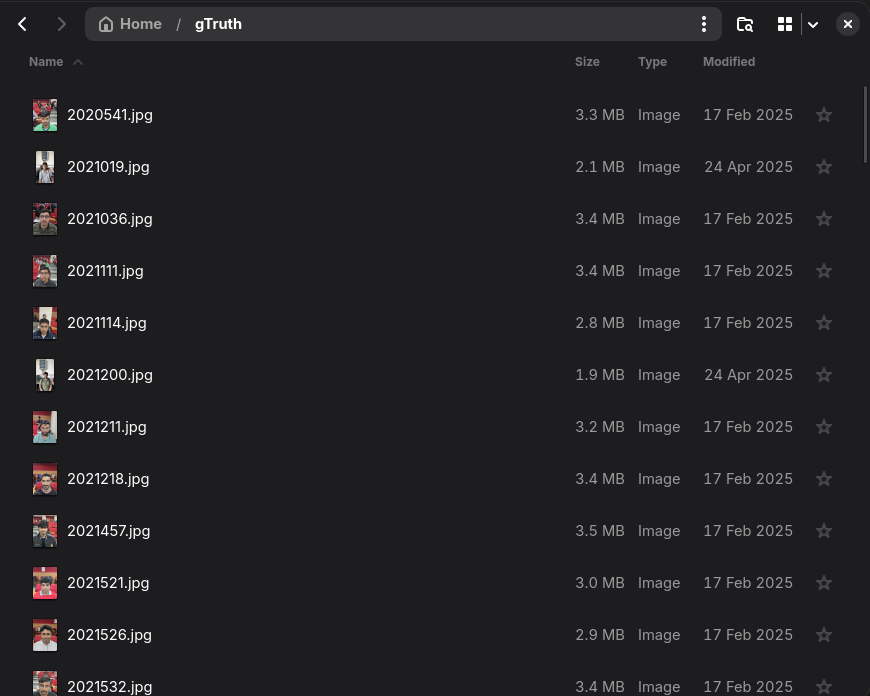 Home / gTruth
Name Size Type Modified
2020541.jpg 3.3 MB Image 17 Feb 2025
2021019.jpg 2.1 MB Image 24 Apr 2025
2021036.jpg 3.4 MB Image 17 Feb 2025
2021111.jpg 3.4 MB Image 17 Feb 2025
2021114.jpg 2.8 MB Image 17 Feb 2025
2021200.jpg 1.9 MB Image 24 Apr 2025
2021211.jpg 3.2 MB Image 17 Feb 2025
2021218.jpg 3.4 MB Image 17 Feb 2025
2021457.jpg 3.5 MB Image 17 Feb 2025
2021521.jpg 3.0 MB Image 17 Feb 2025
2021526.jpg 2.9 MB Image 17 Feb 2025
2021532.jpg 3.4 MB Image 17 Feb 2025